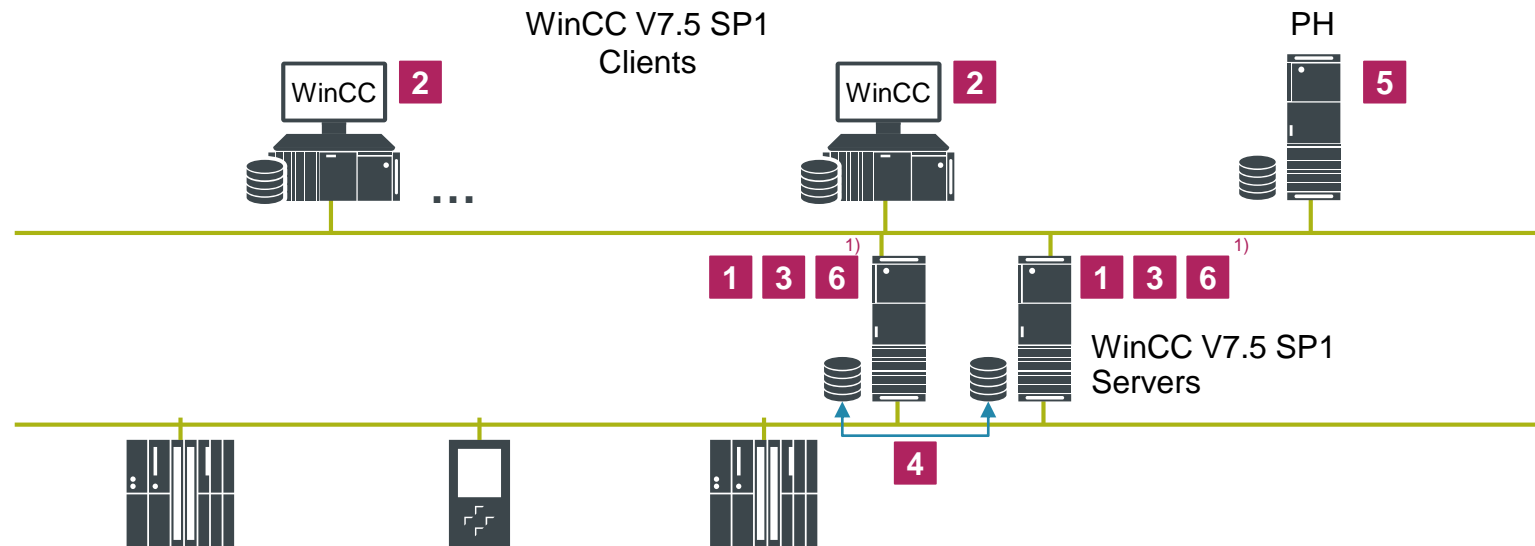 WinCC V7.5 SP1
Clients
PH
WinCC
2
WinCC
2
5
...
1 3 6 1)
1 3 6 1)
WinCC V7.5 SP1
Servers
4